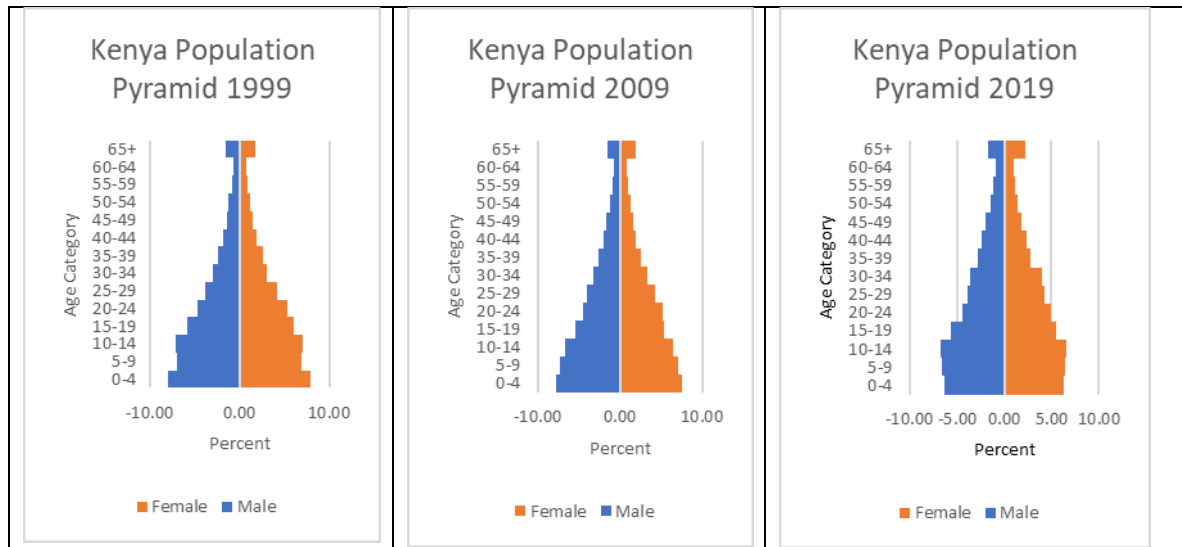 Kenya Population
Pyramid 1999
Age Category
65+
60-64
55-59
50-54
45-49
40-44
35-39
30-34
25-29
20-24
15-19
10-14
5-9
0-4
-10.00 0.00 10.00
Percent
Female Male
Kenya Population
Pyramid 2009
Age Category
65+
60-64
55-59
50-54
45-49
40-44
35-39
30-34
25-29
20-24
15-19
10-14
5-9
0-4
-10.00 0.00 10.00
Percent
Female Male
Kenya Population
Pyramid 2019
Age Category
65+
60-64
55-59
50-54
45-49
40-44
35-39
30-34
25-29
20-24
15-19
10-14
5-9
0-4
-10.00 -5.00 0.00 5.00 10.00
Percent
Female Male